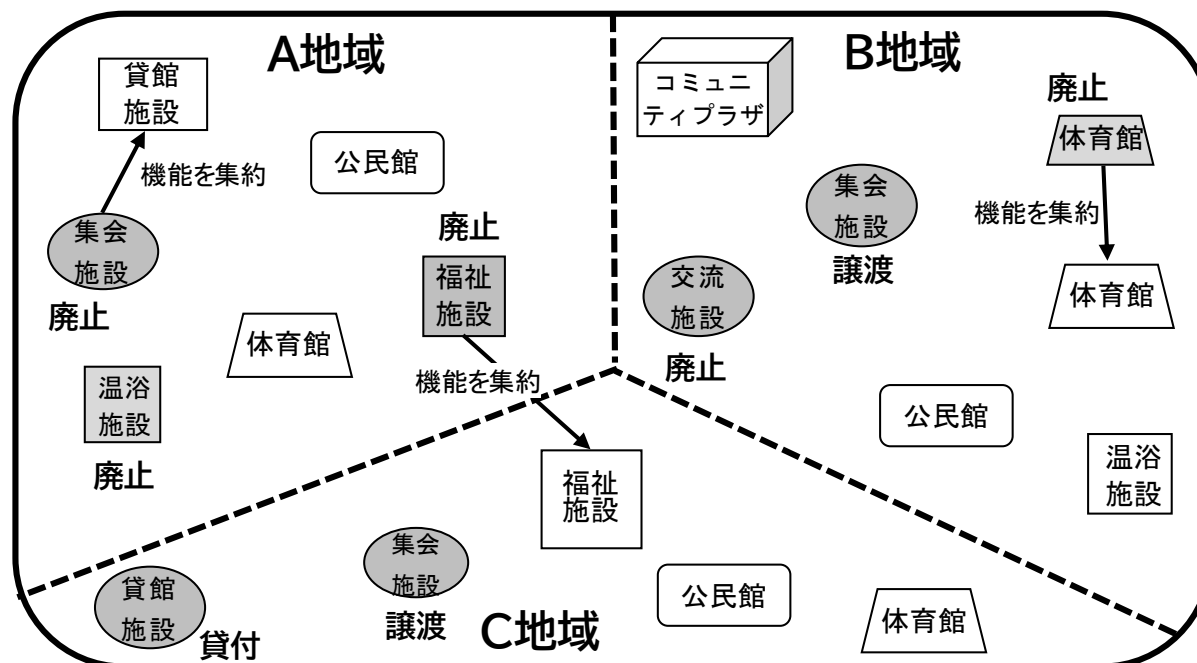 A地域
貸館
施設
機能を集約
公民館
集会
施設
廃止
廃止
福祉
施設
機能を集約
体育館
温浴
施設
廃止
B地域
コミュニ
ティプラザ
廃止
体育館
機能を集約
体育館
集会
施設
譲渡
交流
施設
廃止
公民館
温浴
施設
C地域
福祉
施設
集会
施設
譲渡
貸館
施設
貸付
公民館
体育館